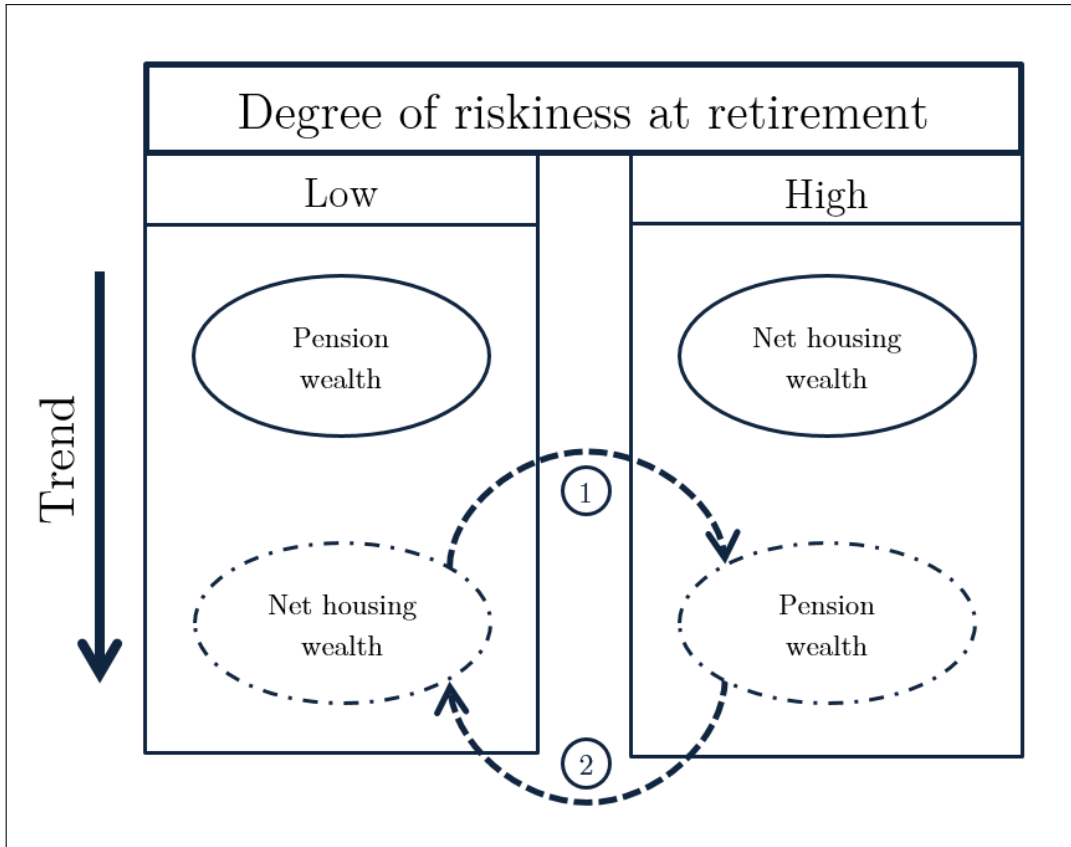 Degree of riskiness at retirement
Low
High
Pension
wealth
Net housing
wealth
Trend
1
Net housing
wealth
Pension
wealth
2